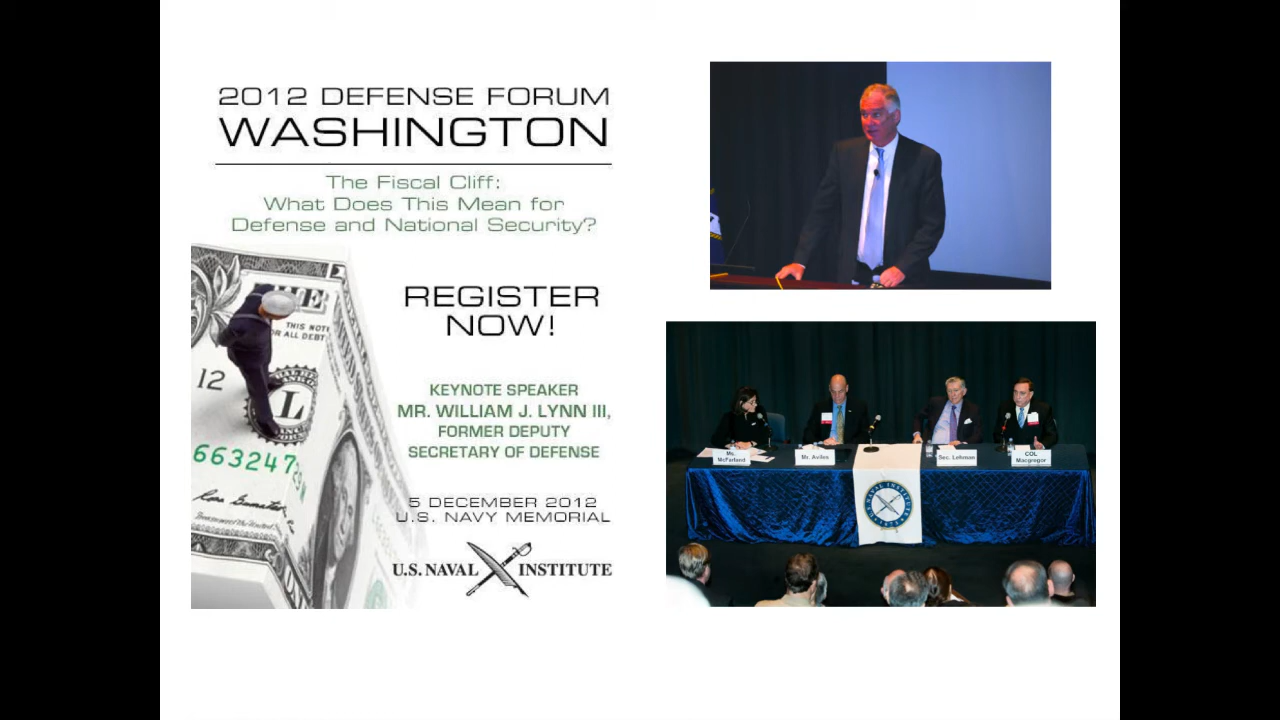 2012 DEFENSE FORUM
WASHINGTON
The Fiscal Cliff:
What Does This Mean for
Defense and National Security?
REGISTER
NOW!
KEYNOTE SPEAKER
MR. WILLIAM J. LYNN III,
FORMER DEPUTY
SECRETARY OF DEFENSE
5 DECEMBER 2012
U.S. NAVY MEMORIAL
U.S. NAVAL INSTITUTE
THIS NOTE
ALL DEBT
12
L
663247
Ms.
McFarland
Mr. Aviles
Sec. Lehman
COL
Macgregor
U.S. NAVAL INSTITUTE